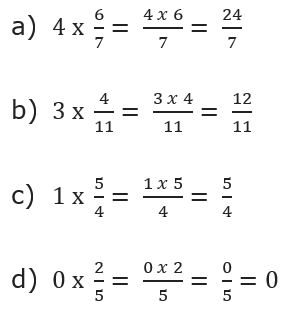 a) 4 x 6/7 = 4 x 6/7 = 24/7
b) 3 x 4/11 = 3 x 4/11 = 12/11
c) 1 x 5/4 = 1 x 5/4 = 5/4
d) 0 x 2/5 = 0 x 2/5 = 0/5 = 0